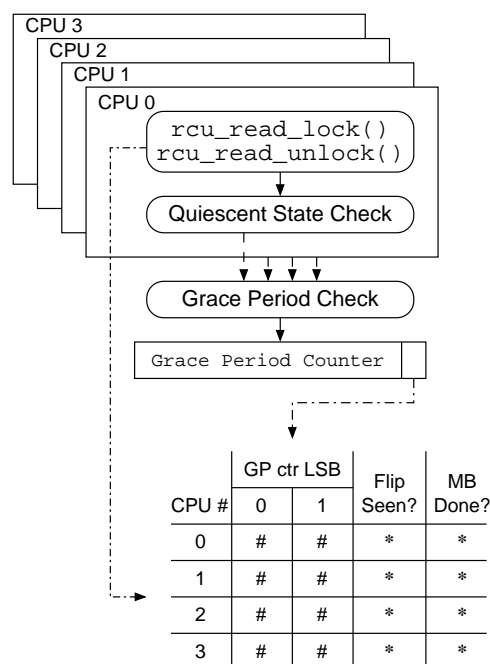 CPU 3
CPU 2
CPU 1
CPU 0
rcu_read_lock()
rcu_read_unlock()
Quiescent State Check
Grace Period Check
Grace Period Counter
GP ctr LSB Flip MB
CPU # 0 1 Seen? Done?
0 # # * *
1 # # * *
2 # # * *
3 # # * *